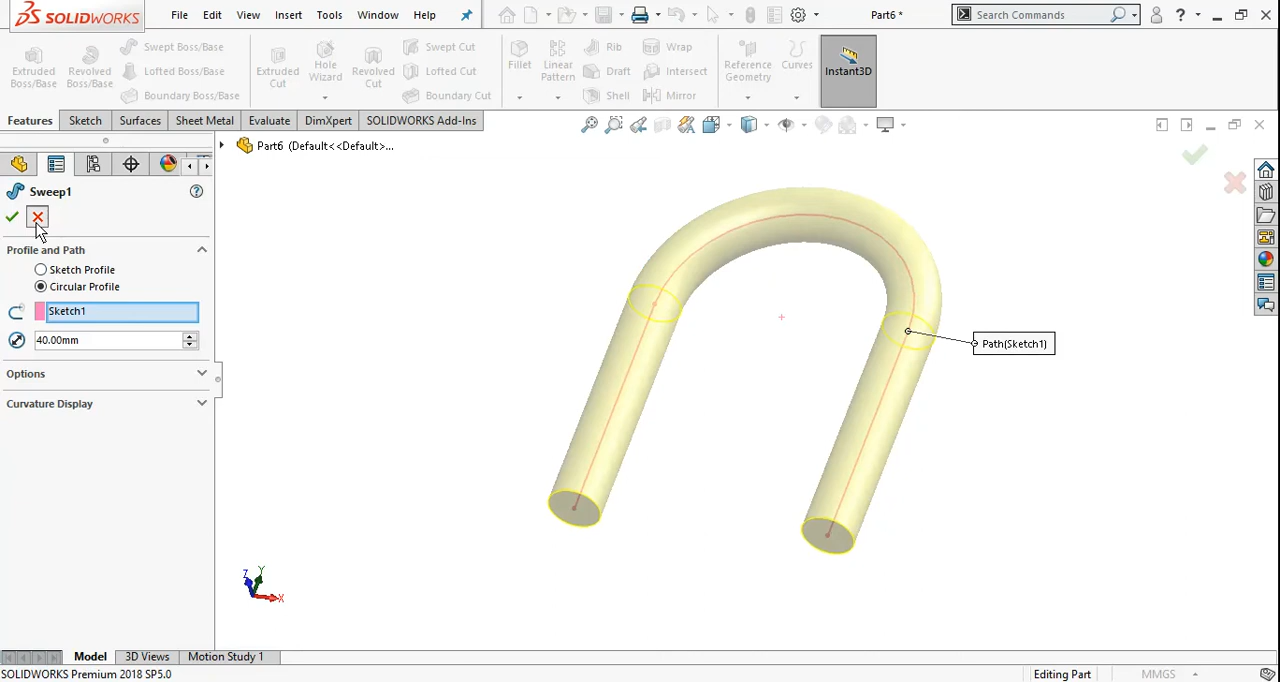 SOLIDWORKS File Edit View Insert Tools Window Help Part6 * Search Commands
Extruded Boss/Base
Revolved Boss/Base
Swept Boss/Base
Lofted Boss/Base
Boundary Boss/Base
Extruded Cut
Hole Wizard
Revolved Cut
Swept Cut
Lofted Cut
Boundary Cut
Fillet
Linear Pattern
Rib
Draft
Shell
Wrap
Intersect
Mirror
Reference Geometry
Curves
Instant3D
Features Sketch Surfaces Sheet Metal Evaluate DimXpert SOLIDWORKS Add-Ins
Part6 (Default<<Default>...
Sweep1
Profile and Path
Sketch Profile
Circular Profile
Sketch1
40.00mm
Options
Curvature Display
Path(Sketch1)
Z Y X
Model 3D Views Motion Study 1
SOLIDWORKS Premium 2018 SP5.0 Editing Part MMGS